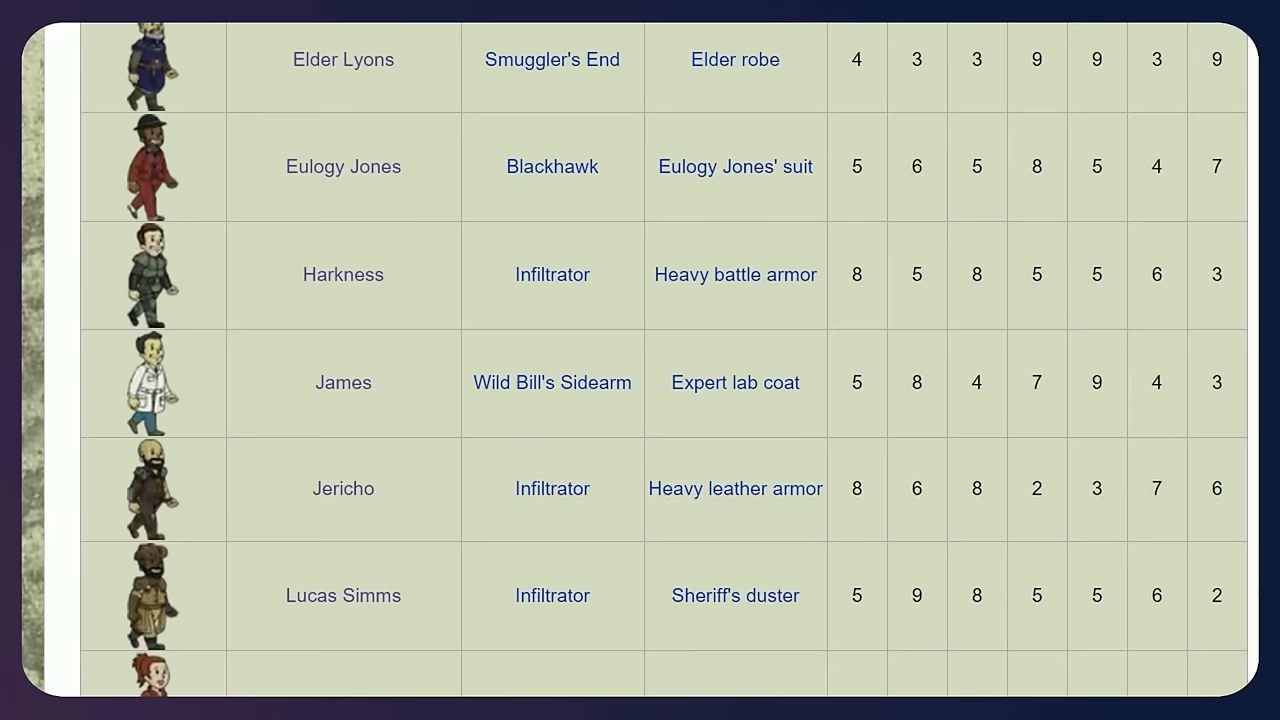 Elder Lyons Smuggler's End Elder robe 4 3 3 9 9 3 9
Eulogy Jones Blackhawk Eulogy Jones' suit 5 6 5 8 5 4 7
Harkness Infiltrator Heavy battle armor 8 5 8 5 5 6 3
James Wild Bill's Sidearm Expert lab coat 5 8 4 7 9 4 3
Jericho Infiltrator Heavy leather armor 8 6 8 2 3 7 6
Lucas Simms Infiltrator Sheriff's duster 5 9 8 5 5 6 2